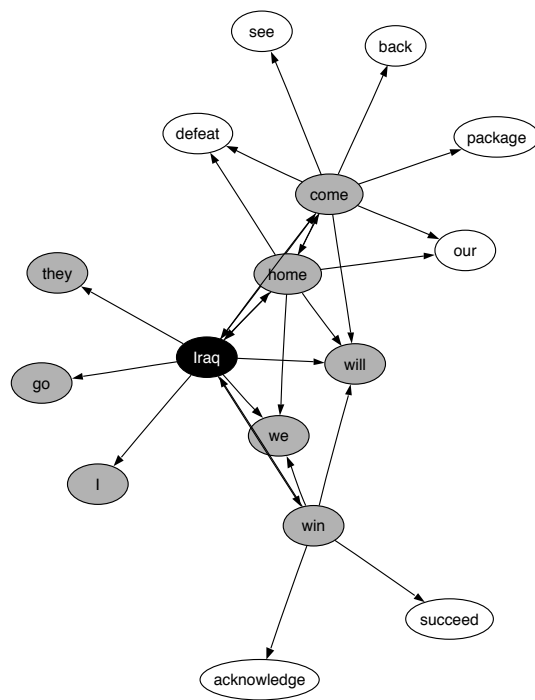 see
back
defeat
package
come
our
they
home
Iraq
will
go
we
I
win
succeed
acknowledge